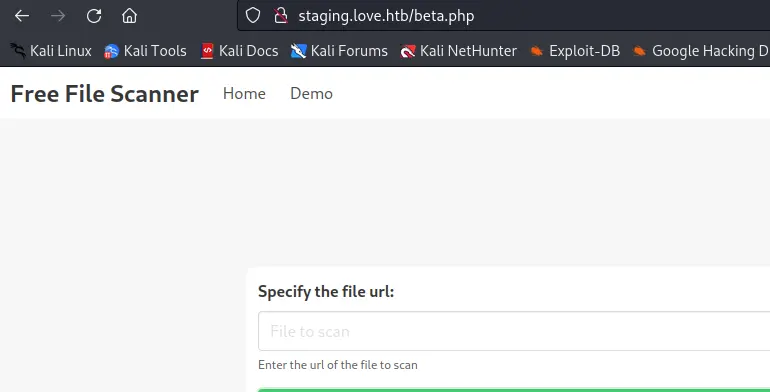 staging.love.htb/beta.php
Kali Linux Kali Tools Kali Docs Kali Forums Kali NetHunter Exploit-DB Google Hacking D
Free File Scanner Home Demo
Specify the file url:
File to scan
Enter the url of the file to scan